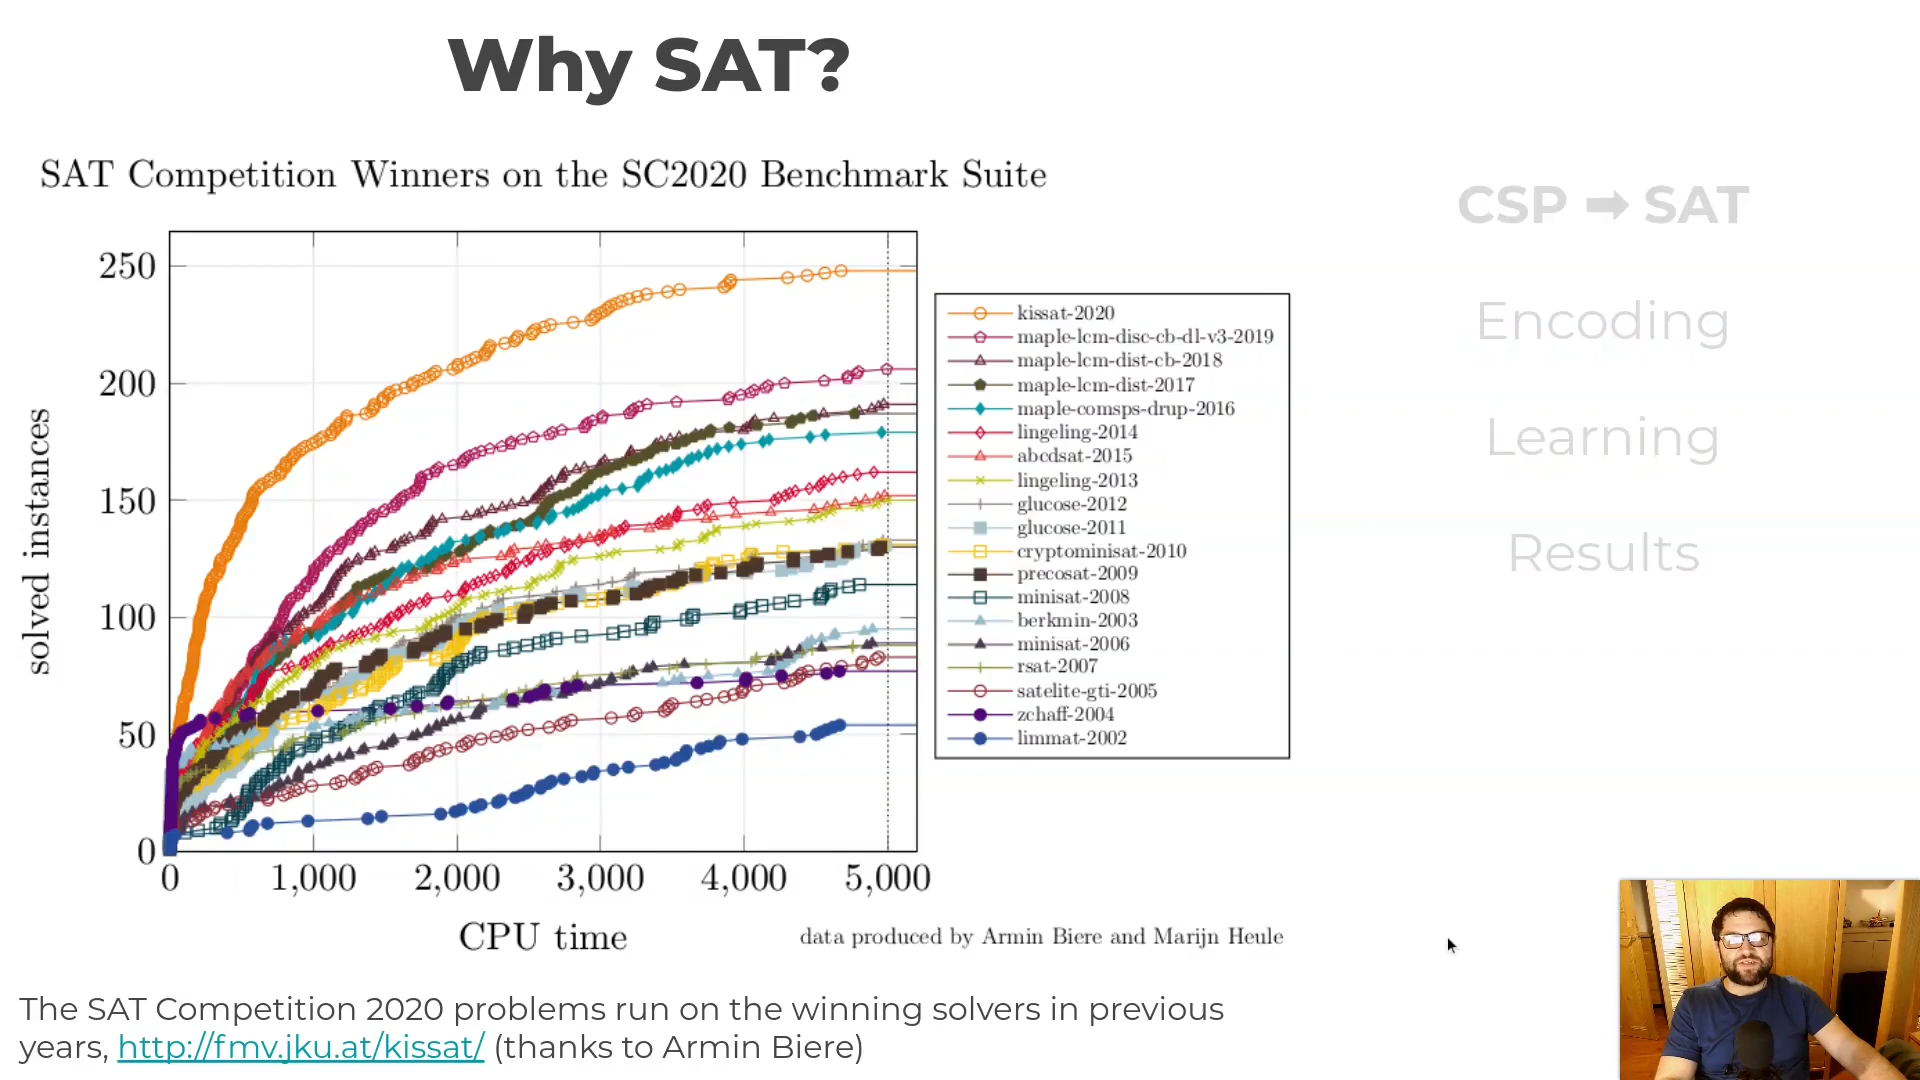 Why SAT?
SAT Competition Winners on the SC2020 Benchmark Suite
250
200
150
100
50
0
solved instances
0 1,000 2,000 3,000 4,000 5,000
CPU time
kissat-2020
maple-lcm-disc-cb-dl-v3-2019
maple-lcm-dist-cb-2018
maple-lcm-dist-2017
maple-comsps-drup-2016
lingeling-2014
abcdsat-2015
lingeling-2013
glucose-2012
glucose-2011
cryptominisat-2010
precosat-2009
minisat-2008
berkmin-2003
minisat-2006
rsat-2007
satelite-gti-2005
zchaff-2004
limmat-2002
data produced by Armin Biere and Marijn Heule
The SAT Competition 2020 problems run on the winning solvers in previous
years, http://fmv.jku.at/kissat/ (thanks to Armin Biere)
CSP ➡ SAT
Encoding
Learning
Results